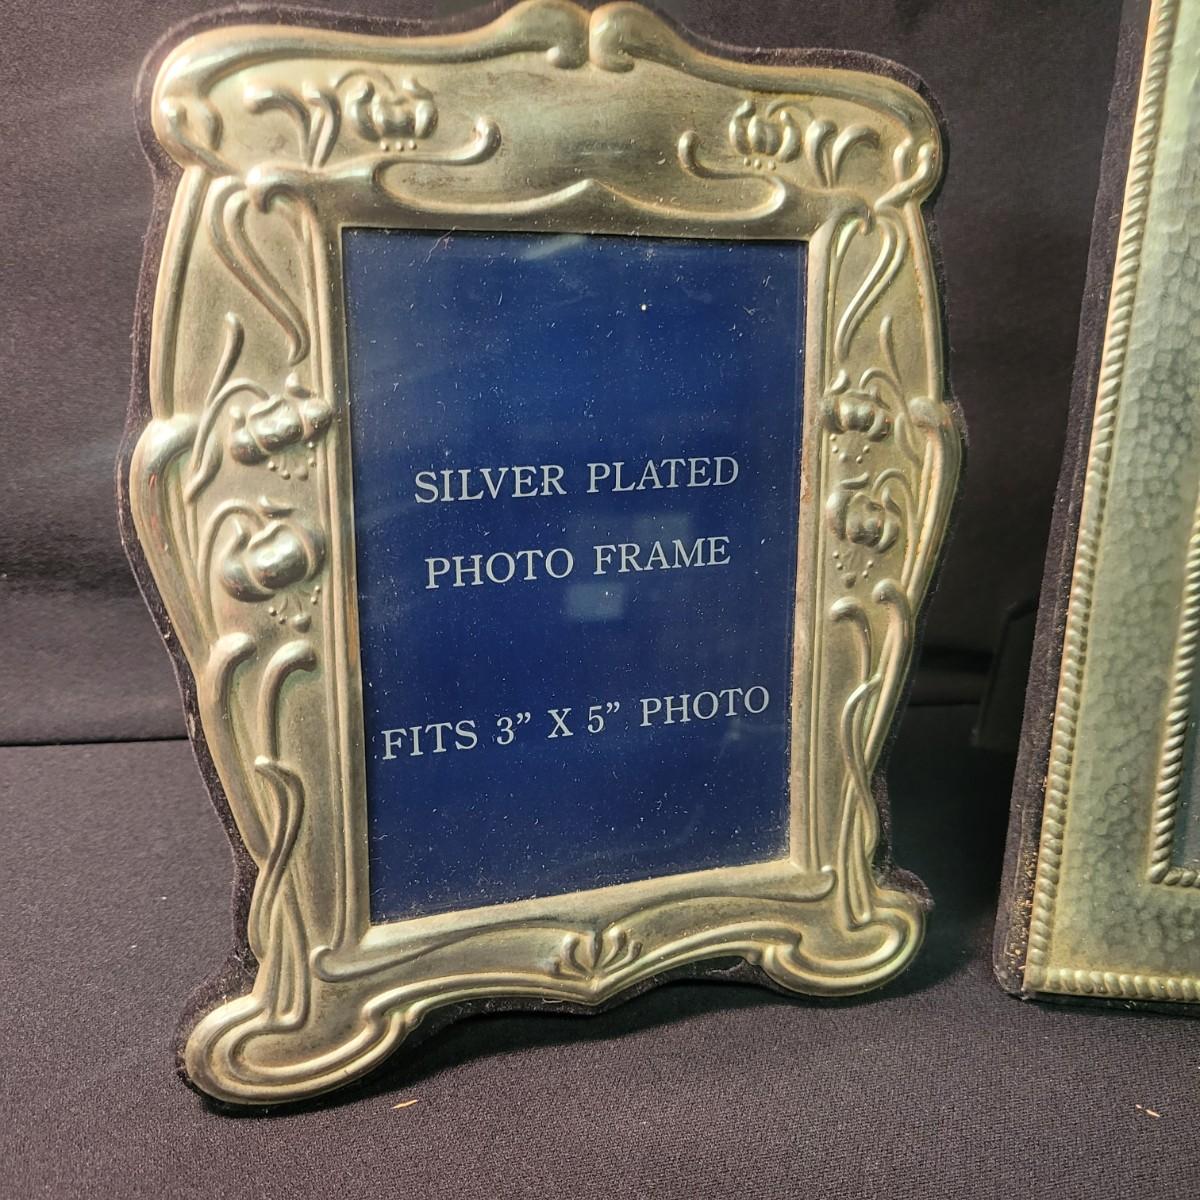 SILVER PLATED
PHOTO FRAME
FITS 3” X 5” PHOTO